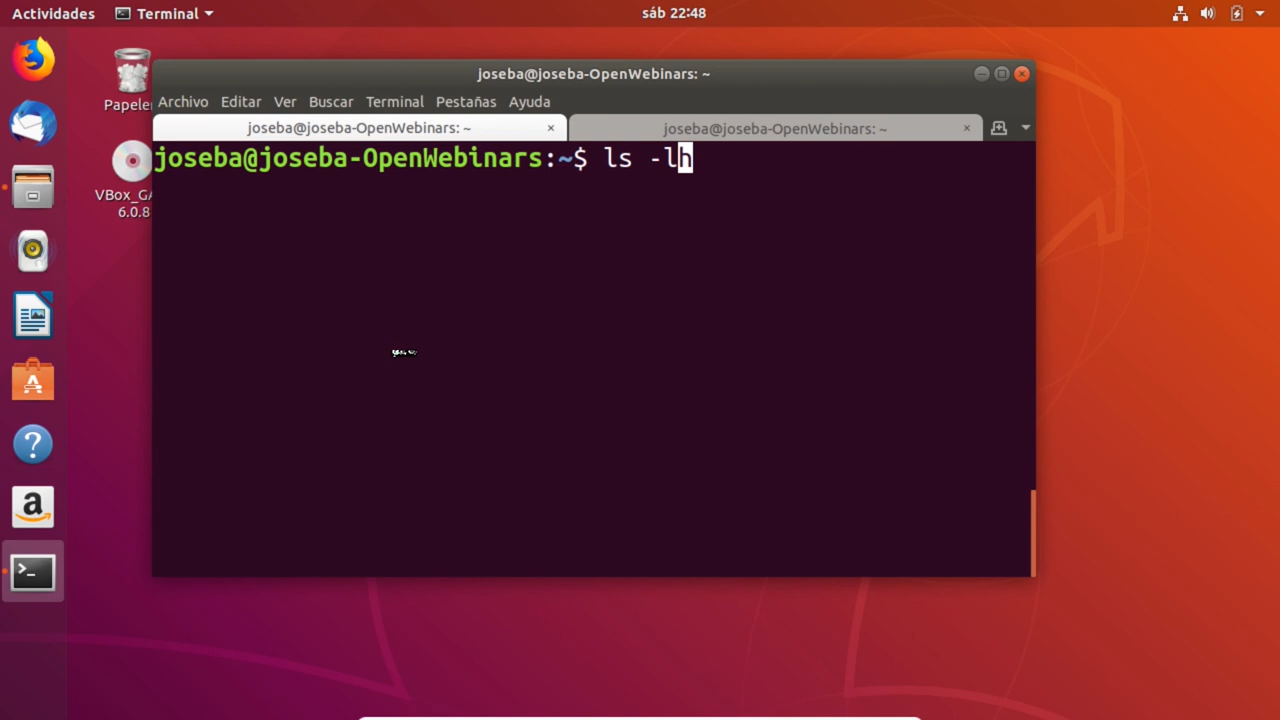 Actividades
Terminal
sáb 22:48
Papeler
VBox_GA
6.0.8
joseba@joseba-OpenWebinars: ~
Archivo Editar Ver Buscar Terminal Pestañas Ayuda
joseba@joseba-OpenWebinars: ~ × joseba@joseba-OpenWebinars: ~ ×
joseba@joseba-OpenWebinars:~$ ls -lh